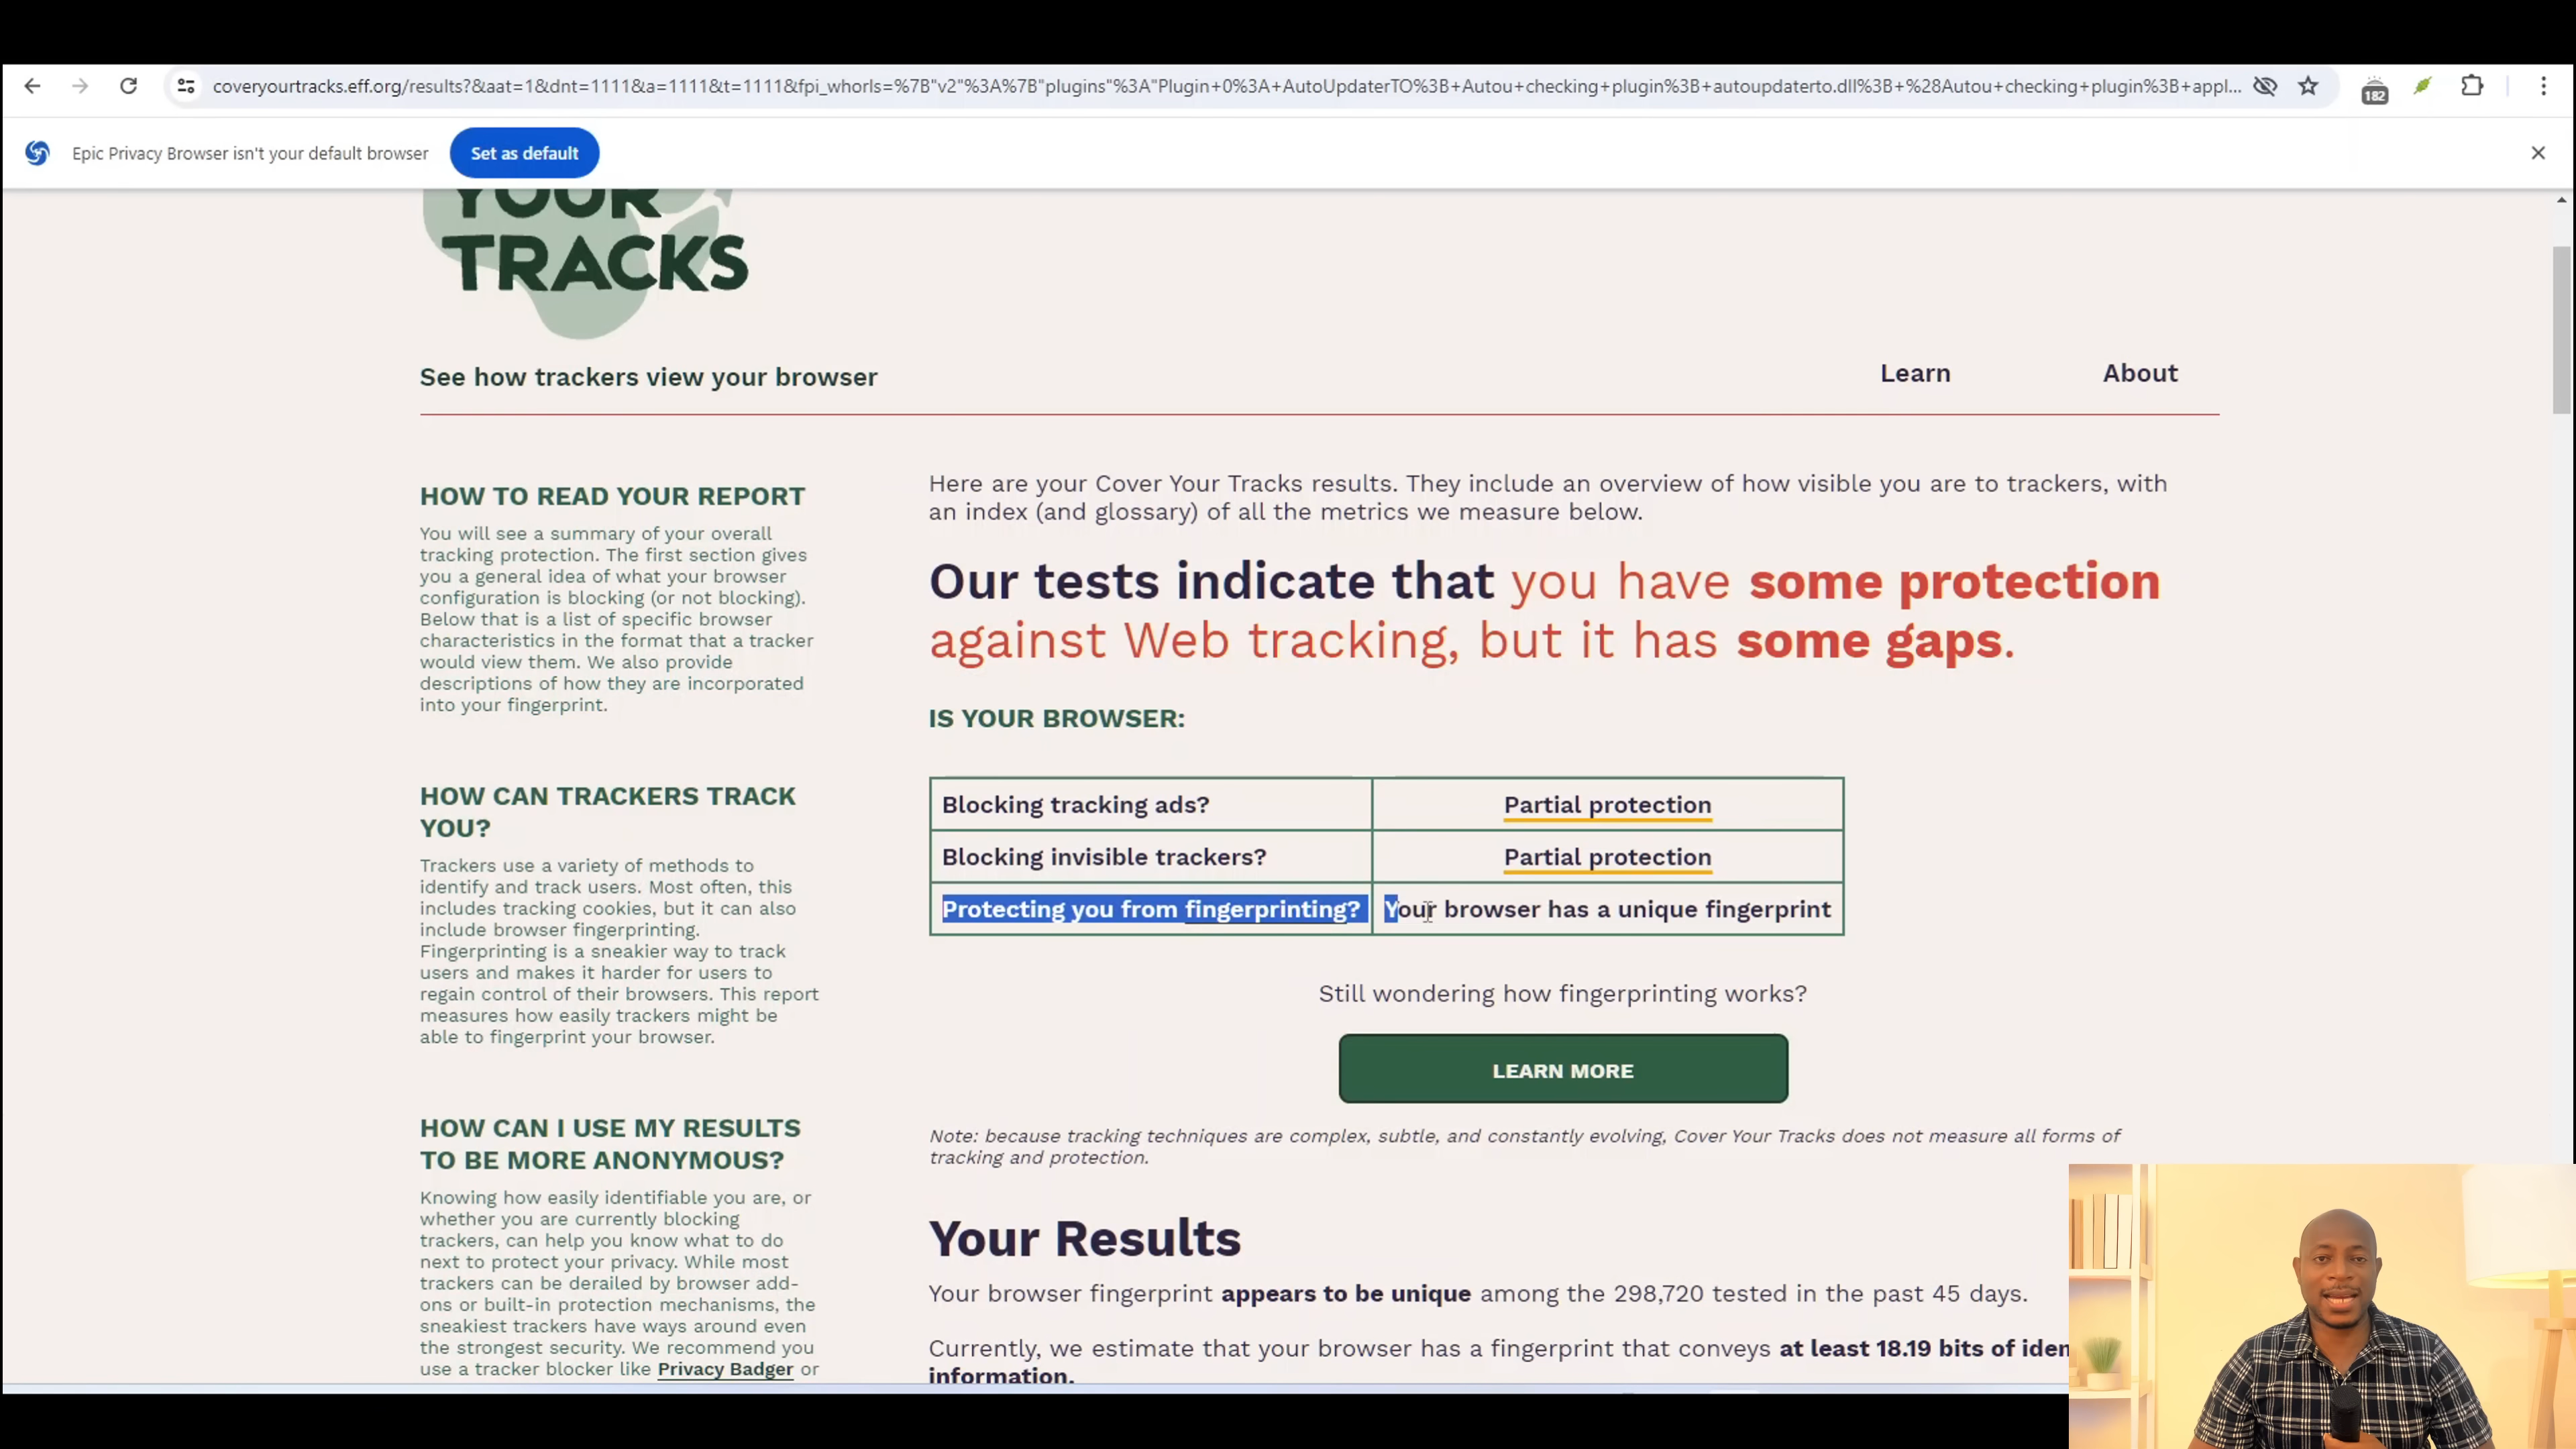 coveryourtracks.eff.org/results?&aat=1&dnt=1111&a=1111&t=1111&fpi_whorls=%7B"v2"%3A%7B"plugins"%3A"Plugin+0%3A+AutoUpdaterTO%3B+Autou+checking+plugin%3B+autoupdaterto.dll%3B+%28Autou+checking+plugin%3B+appl...
182
Epic Privacy Browser isn't your default browser
Set as default
YOUR
TRACKS
See how trackers view your browser
Learn
About
HOW TO READ YOUR REPORT
You will see a summary of your overall
tracking protection. The first section gives
you a general idea of what your browser
configuration is blocking (or not blocking).
Below that is a list of specific browser
characteristics in the format that a tracker
would view them. We also provide
descriptions of how they are incorporated
into your fingerprint.
HOW CAN TRACKERS TRACK
YOU?
Trackers use a variety of methods to
identify and track users. Most often, this
includes tracking cookies, but it can also
include browser fingerprinting.
Fingerprinting is a sneakier way to track
users and makes it harder for users to
regain control of their browsers. This report
measures how easily trackers might be
able to fingerprint your browser.
HOW CAN I USE MY RESULTS
TO BE MORE ANONYMOUS?
Knowing how easily identifiable you are, or
whether you are currently blocking
trackers, can help you know what to do
next to protect your privacy. While most
trackers can be derailed by browser add-
ons or built-in protection mechanisms, the
sneakiest trackers have ways around even
the strongest security. We recommend you
use a tracker blocker like Privacy Badger or
Here are your Cover Your Tracks results. They include an overview of how visible you are to trackers, with
an index (and glossary) of all the metrics we measure below.
Our tests indicate that you have some protection
against Web tracking, but it has some gaps.
IS YOUR BROWSER:
Blocking tracking ads?
Partial protection
Blocking invisible trackers?
Partial protection
Protecting you from fingerprinting?
Your browser has a unique fingerprint
Still wondering how fingerprinting works?
LEARN MORE
Note: because tracking techniques are complex, subtle, and constantly evolving, Cover Your Tracks does not measure all forms of
tracking and protection.
Your Results
Your browser fingerprint appears to be unique among the 298,720 tested in the past 45 days.
Currently, we estimate that your browser has a fingerprint that conveys at least 18.19 bits of iden
information.